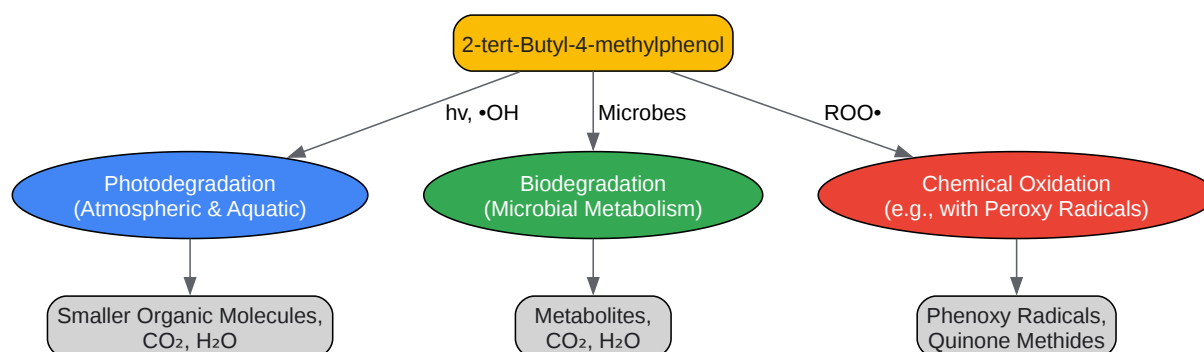 2-tert-Butyl-4-methylphenol
hv, •OH
Microbes
ROO•
Photodegradation
(Atmospheric & Aquatic)
Biodegradation
(Microbial Metabolism)
Chemical Oxidation
(e.g., with Peroxy Radicals)
Smaller Organic Molecules,
CO₂, H₂O
Metabolites,
CO₂, H₂O
Phenoxy Radicals,
Quinone Methides